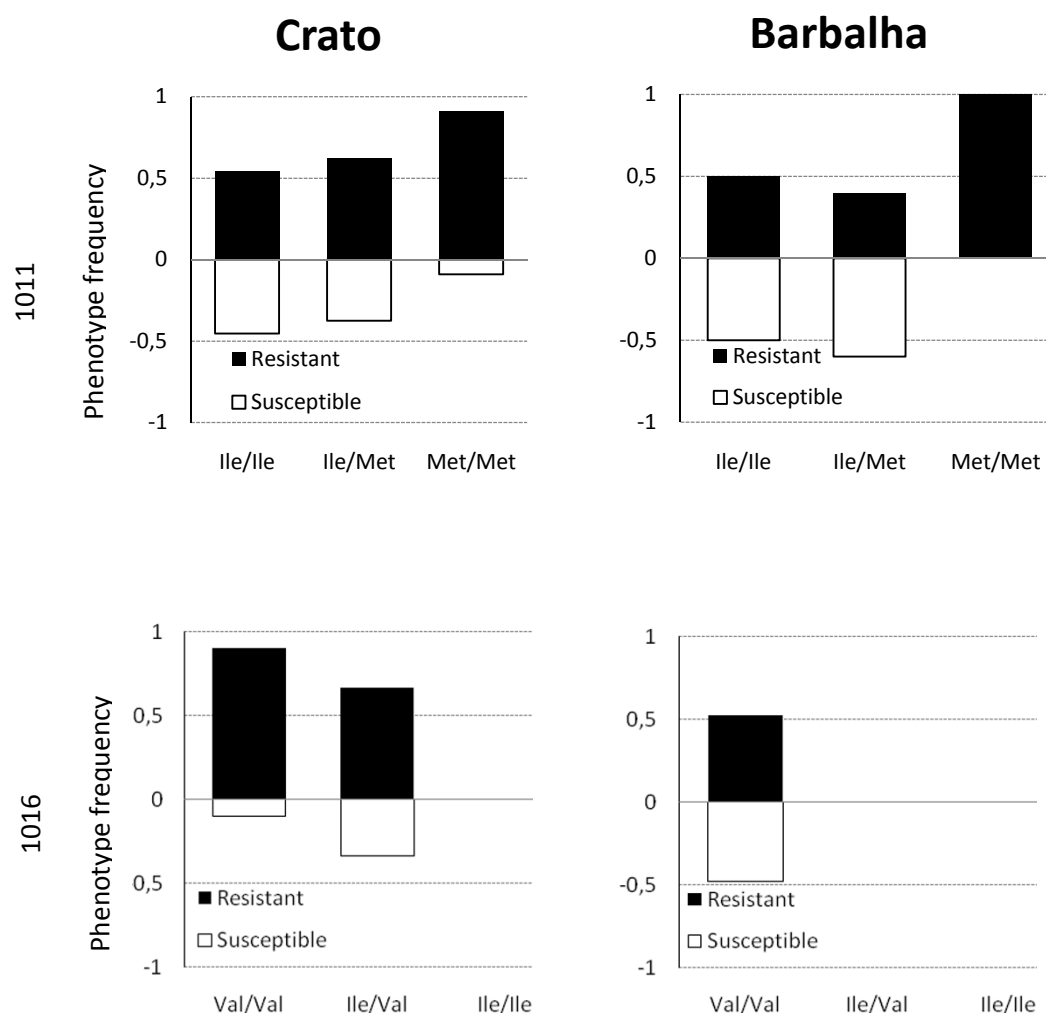 Crato
Barbalha
1011
Phenotype frequency
1
0,5
0
-0,5
-1
Resistant
Susceptible
Ile/Ile
Ile/Met
Met/Met
1
0,5
0
-0,5
-1
Resistant
Susceptible
Ile/Ile
Ile/Met
Met/Met
1016
Phenotype frequency
1
0,5
0
0,5
-1
Resistant
Susceptible
Val/Val
Ile/Val
Ile/Ile
1
0,5
0
-0,5
-1
Resistant
Susceptible
Val/Val
Ile/Val
Ile/Ile